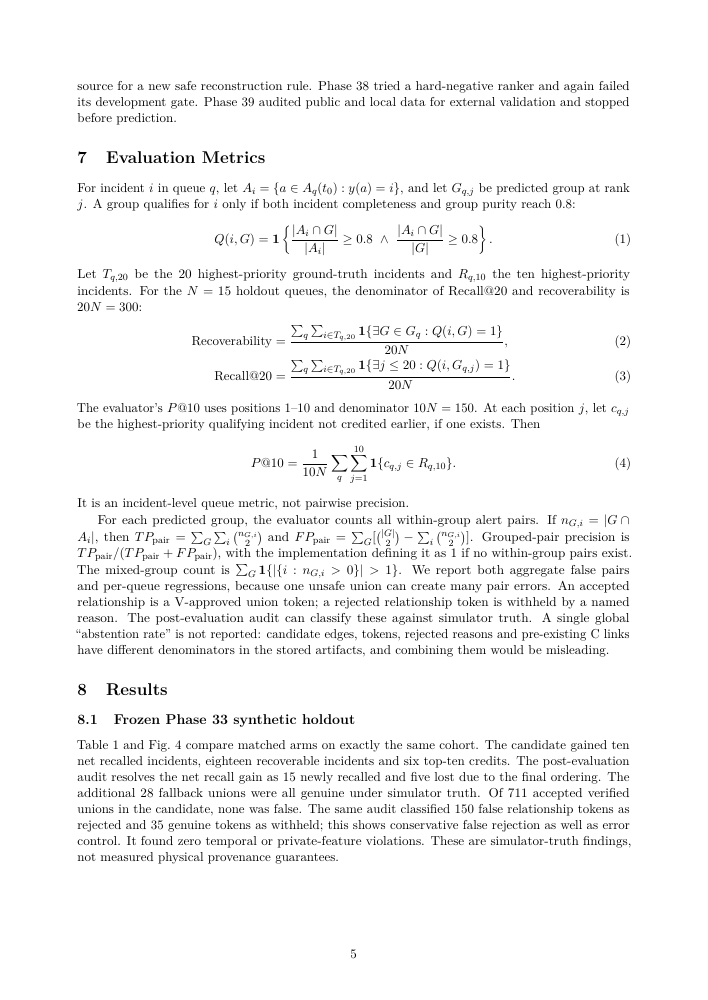 source for a new safe reconstruction rule. Phase 38 tried a hard-negative ranker and again failed
its development gate. Phase 39 audited public and local data for external validation and stopped
before prediction.
7 Evaluation Metrics
For incident i in queue q, let A_i = {a ∈ A_q(t_0) : y(a) = i}, and let G_{q,j} be predicted group at rank
j. A group qualifies for i only if both incident completeness and group purity reach 0.8:
Q(i, G) = 1 { |A_i ∩ G| / |A_i| ≥ 0.8 ∧ |A_i ∩ G| / |G| ≥ 0.8 } . (1)
Let T_{q,20} be the 20 highest-priority ground-truth incidents and R_{q,10} the ten highest-priority
incidents. For the N = 15 holdout queues, the denominator of Recall@20 and recoverability is
20N = 300:
Recoverability = ∑_q ∑_{i∈T_{q,20}} 1{∃G ∈ G_q : Q(i, G) = 1} / 20N , (2)
Recall@20 = ∑_q ∑_{i∈T_{q,20}} 1{∃j ≤ 20 : Q(i, G_{q,j}) = 1} / 20N . (3)
The evaluator's P@10 uses positions 1–10 and denominator 10N = 150. At each position j, let c_{q,j}
be the highest-priority qualifying incident not credited earlier, if one exists. Then
P@10 = 1 / 10N ∑_q ∑_{j=1}^{10} 1{c_{q,j} ∈ R_{q,10}}. (4)
It is an incident-level queue metric, not pairwise precision.
For each predicted group, the evaluator counts all within-group alert pairs. If n_{G,i} = |G ∩
A_i|, then TP_pair = ∑_G ∑_i (n_{G,i} 2) and FP_pair = ∑_G[(|G| 2) − ∑_i (n_{G,i} 2)]. Grouped-pair precision is
TP_pair/(TP_pair + FP_pair), with the implementation defining it as 1 if no within-group pairs exist.
The mixed-group count is ∑_G 1{|{i : n_{G,i} > 0}| > 1}. We report both aggregate false pairs
and per-queue regressions, because one unsafe union can create many pair errors. An accepted
relationship is a V-approved union token; a rejected relationship token is withheld by a named
reason. The post-evaluation audit can classify these against simulator truth. A single global
“abstention rate” is not reported: candidate edges, tokens, rejected reasons and pre-existing C links
have different denominators in the stored artifacts, and combining them would be misleading.
8 Results
8.1 Frozen Phase 33 synthetic holdout
Table 1 and Fig. 4 compare matched arms on exactly the same cohort. The candidate gained ten
net recalled incidents, eighteen recoverable incidents and six top-ten credits. The post-evaluation
audit resolves the net recall gain as 15 newly recalled and five lost due to the final ordering. The
additional 28 fallback unions were all genuine under simulator truth. Of 711 accepted verified
unions in the candidate, none was false. The same audit classified 150 false relationship tokens as
rejected and 35 genuine tokens as withheld; this shows conservative false rejection as well as error
control. It found zero temporal or private-feature violations. These are simulator-truth findings,
not measured physical provenance guarantees.
5